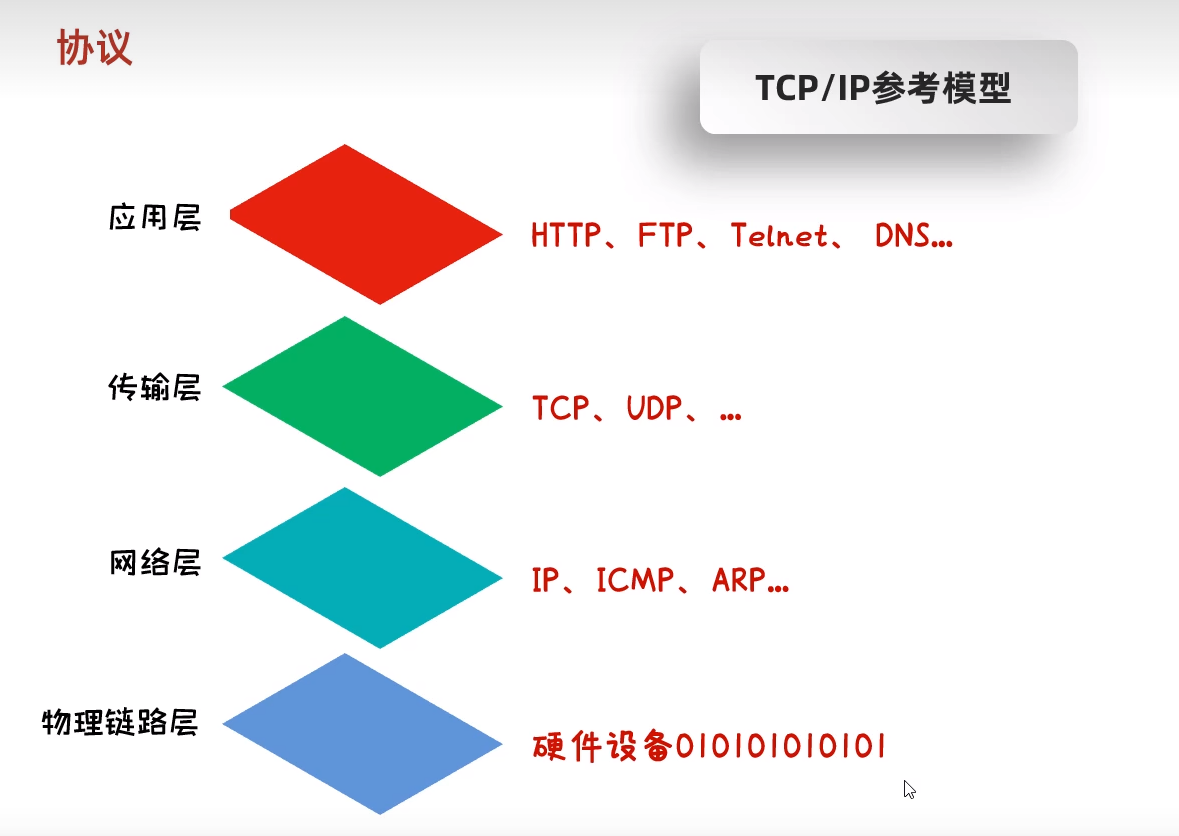 协议
TCP/IP参考模型
应用层
HTTP、FTP、Telnet、 DNS...
传输层
TCP、UDP、...
网络层
IP、ICMP、ARP...
物理链路层
硬件设备010101010101